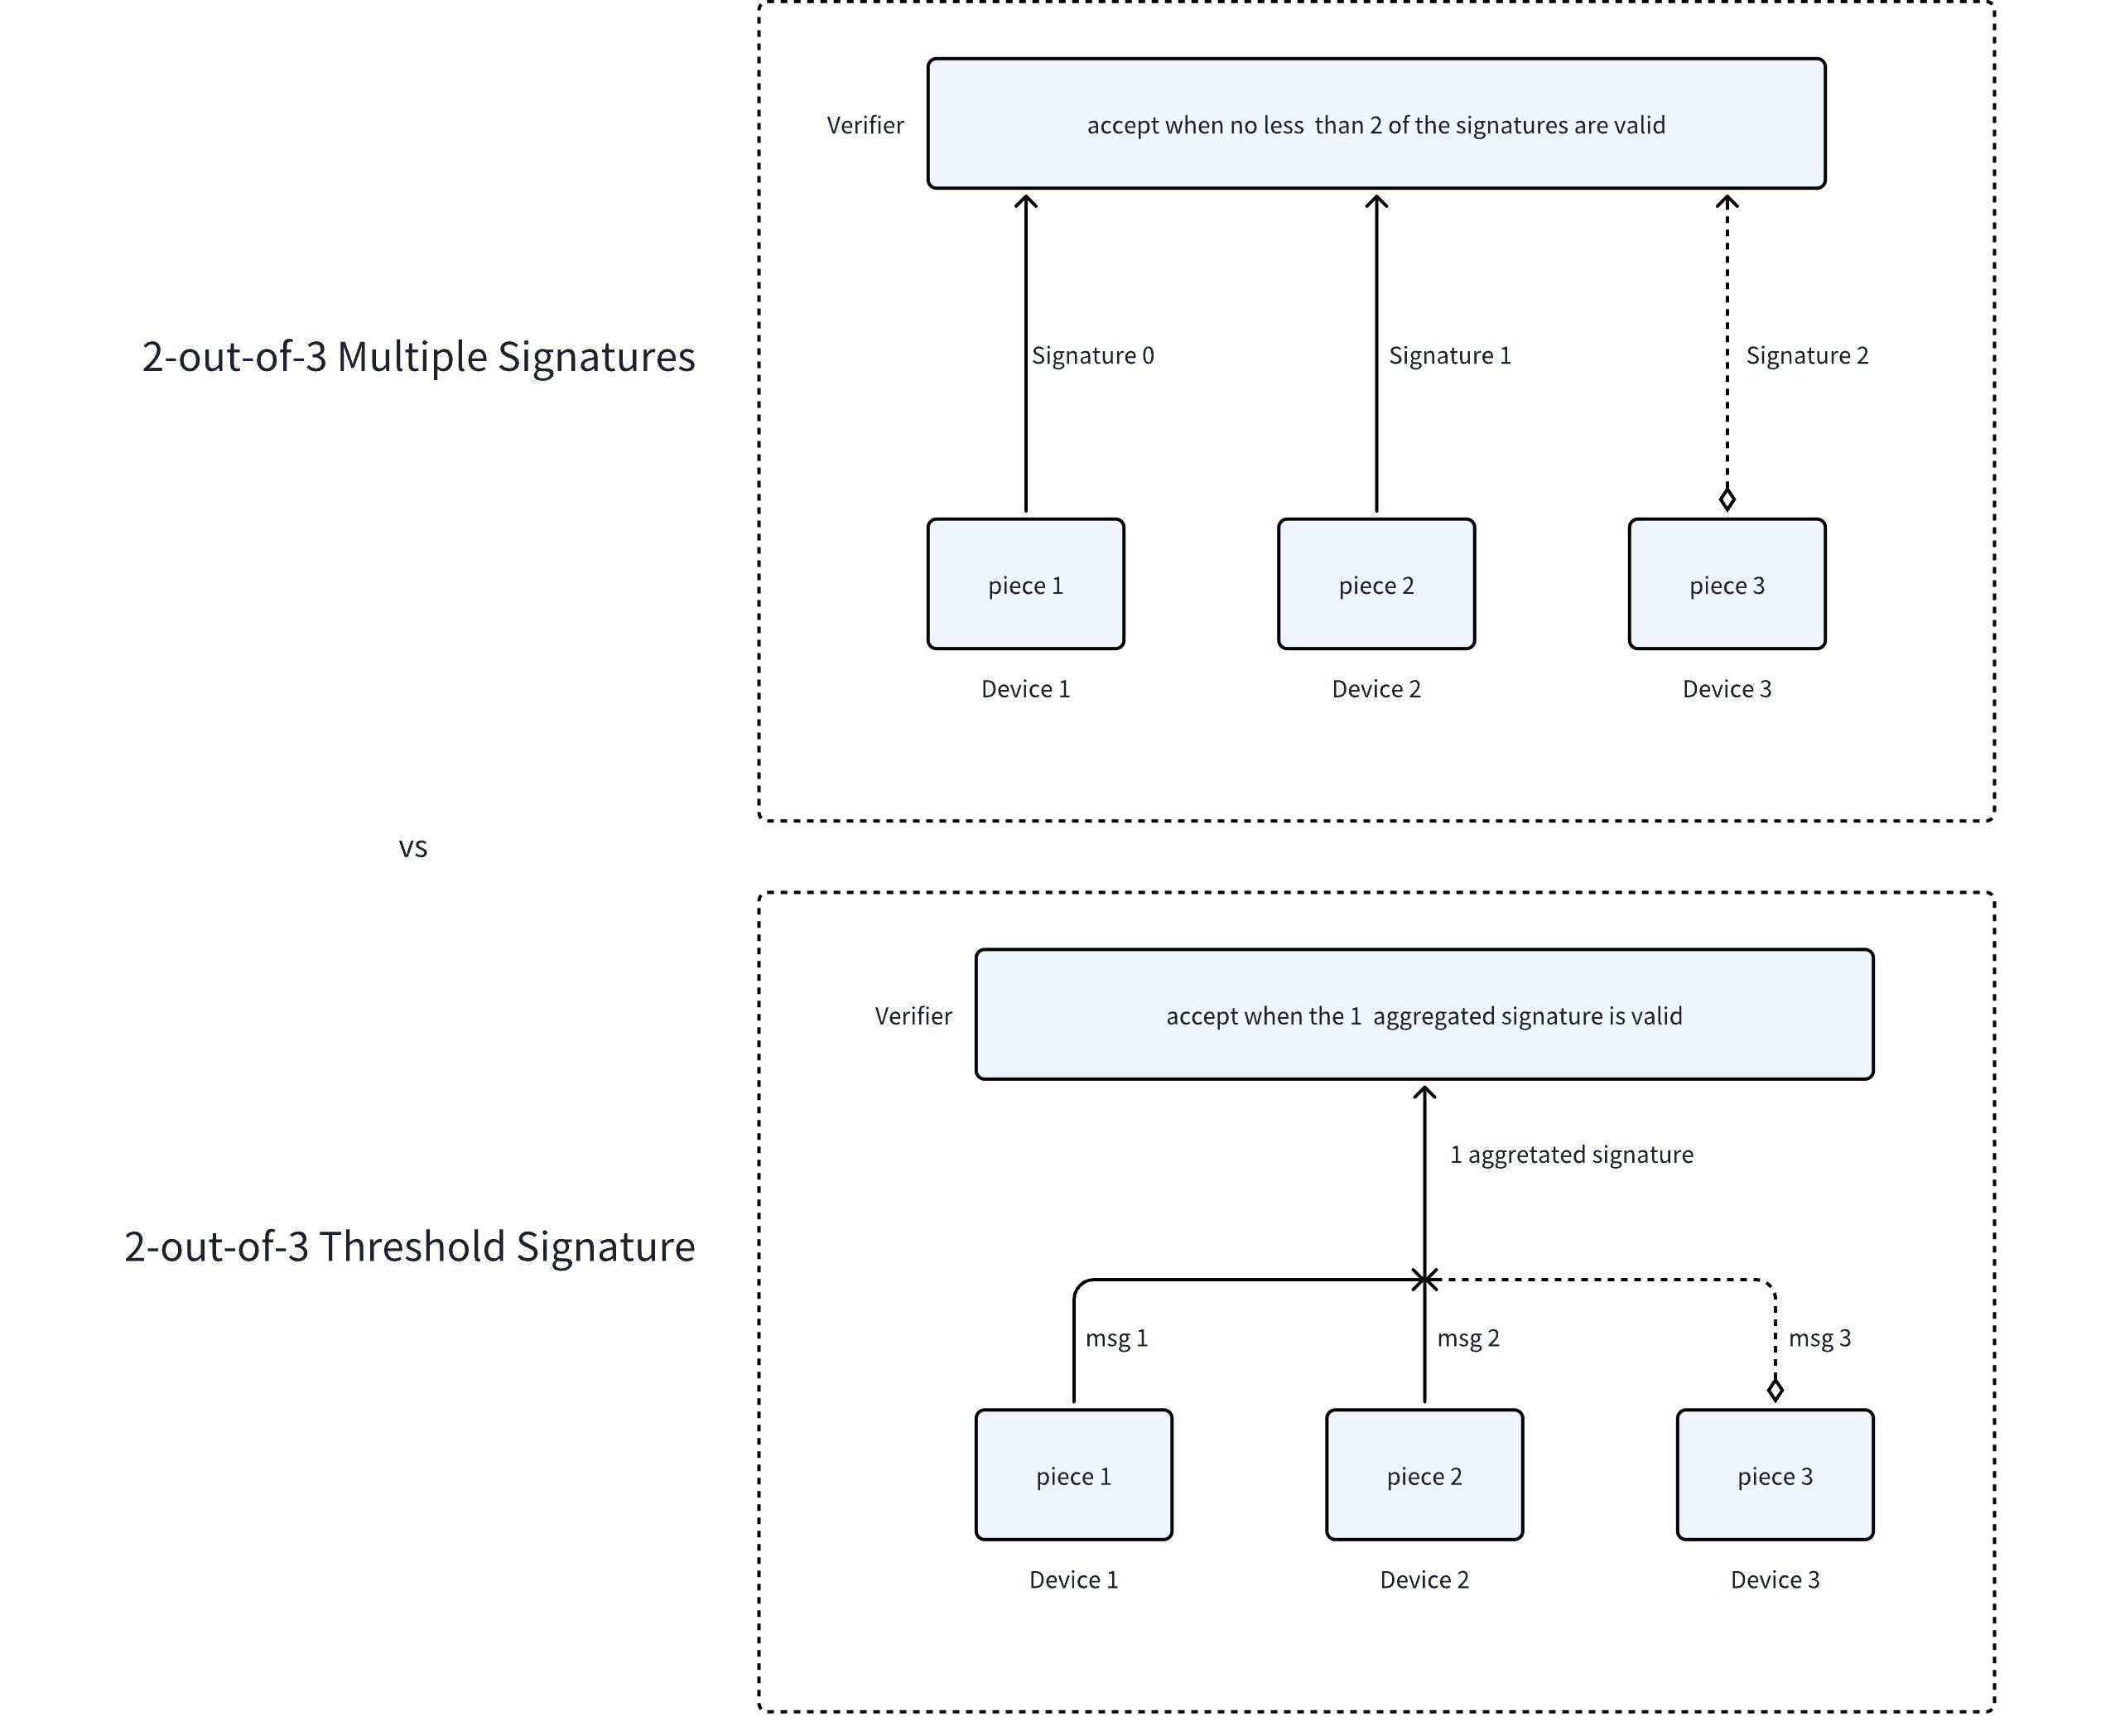 Verifier
accept when no less than 2 of the signatures are valid
2-out-of-3 Multiple Signatures
Signature 0
Signature 1
Signature 2
piece 1
piece 2
piece 3
Device 1
Device 2
Device 3
vs
Verifier
accept when the 1 aggregated signature is valid
1 aggretated signature
2-out-of-3 Threshold Signature
msg 1
msg 2
msg 3
piece 1
piece 2
piece 3
Device 1
Device 2
Device 3